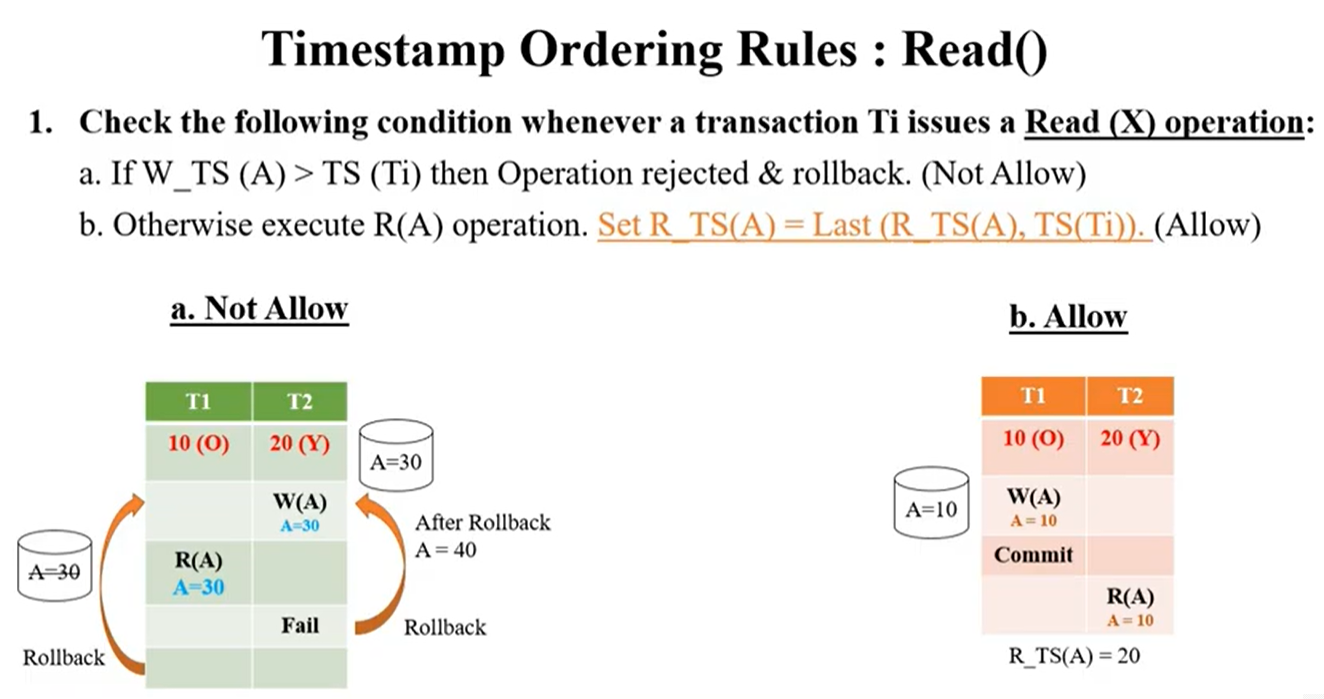 Timestamp Ordering Rules : Read()
1. Check the following condition whenever a transaction Ti issues a Read (X) operation:
a. If W_TS (A) > TS (Ti) then Operation rejected & rollback. (Not Allow)
b. Otherwise execute R(A) operation. Set R_TS(A) = Last (R_TS(A), TS(Ti)). (Allow)
a. Not Allow
T1 T2
10 (O) 20 (Y)
W(A)
A=30
R(A)
A=30
Fail
A=30
After Rollback
A = 40
Rollback
A=30
Rollback
b. Allow
T1 T2
10 (O) 20 (Y)
A=10
W(A)
A = 10
Commit
R(A)
A = 10
R_TS(A) = 20